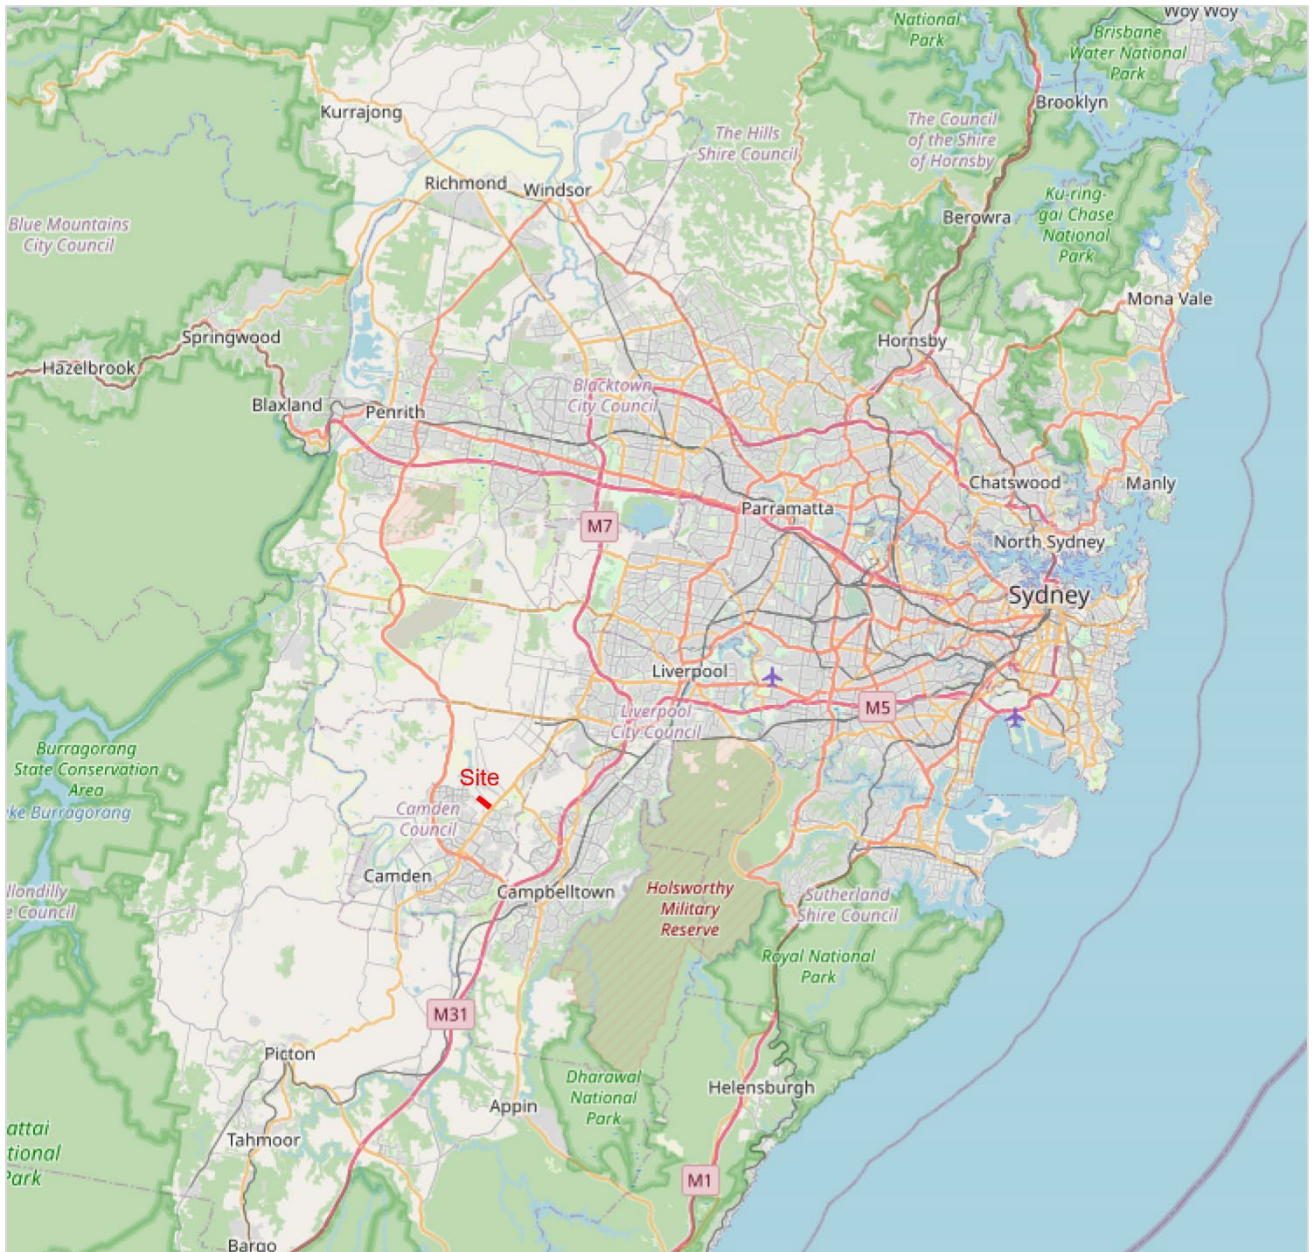 Woy Woy
National
Park
Brisbane
Water National
Park
Brooklyn
Kurrajong
The Hills
Shire Council
The Council
of the Shire
of Hornsby
Richmond
Windsor
Ku-ring-
gai Chase
National
Park
Berowra
Blue Mountains
City Council
Mona Vale
Springwood
Hornsby
Hazelbrook
Blacktown
City Council
Blaxland
Penrith
Chatswood
Manly
Parramatta
M7
North Sydney
Sydney
Liverpool
M5
Liverpool
City Council
Burragorang
State Conservation
Area
ke Burragorang
Site
Camden
Council
Camden
Campbelltown
Holsworthy
Military
Reserve
Sutherland
Shire Council
llondilly
e Council
Royal National
Park
M31
Picton
Dharawal
National
Park
Helensburgh
Appin
attai
tional
Park
Tahmoor
M1
Bargo